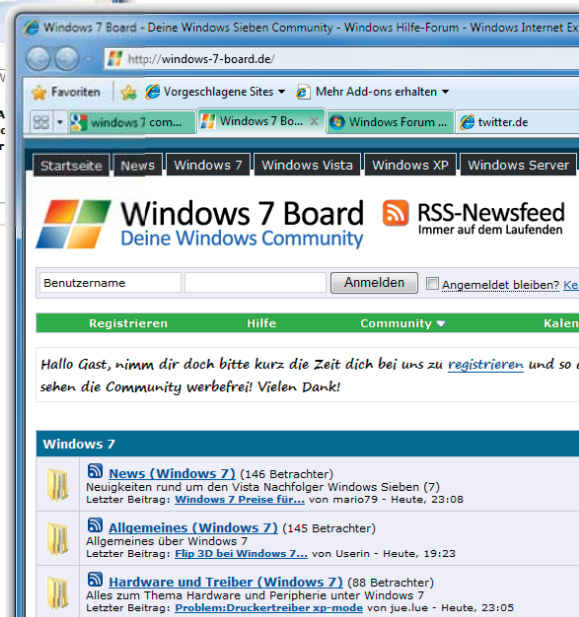 Windows 7 Board - Deine Windows Sieben Community - Windows Hilfe-Forum - Windows Internet Ex
http://windows-7-board.de/
Favoriten Vorgeschlagene Sites Mehr Add-ons erhalten
windows 7 com... Windows 7 Bo... Windows Forum ... twitter.de
Startseite News Windows 7 Windows Vista Windows XP Windows Server
Windows 7 Board RSS-Newsfeed
Deine Windows Community Immer auf dem Laufenden
Benutzername Anmelden Angemeldet bleiben? Ke
Registrieren Hilfe Community Kalen
Hallo Gast, nimm dir doch bitte kurz die Zeit dich bei uns zu registrieren und so
sehen die Community werbefrei! Vielen Dank!
Windows 7
News (Windows 7) (146 Betrachter)
Neuigkeiten rund um den Vista Nachfolger Windows Sieben (7)
Letzter Beitrag: Windows 7 Preise für... von mario79 - Heute, 23:08
Allgemeines (Windows 7) (145 Betrachter)
Allgemeines über Windows 7
Letzter Beitrag: Flip 3D bei Windows 7... von Userin - Heute, 19:23
Hardware und Treiber (Windows 7) (88 Betrachter)
Alles zum Thema Hardware und Peripherie unter Windows 7
Letzter Beitrag: Problem:Druckertreiber xp-mode von jue.lue - Heute, 23:05